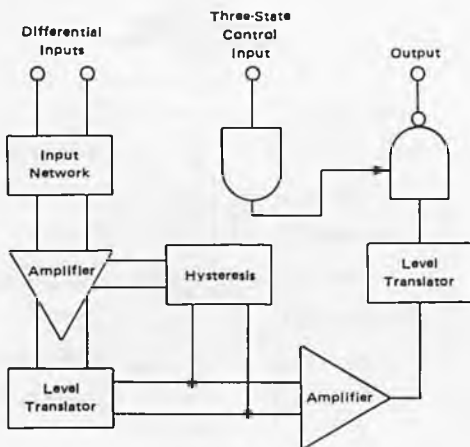 Differential
Inputs
Three-State
Control
Input
Output
Input
Network
Amplifier
Hysteresis
Level
Translator
Level
Translator
Amplifier